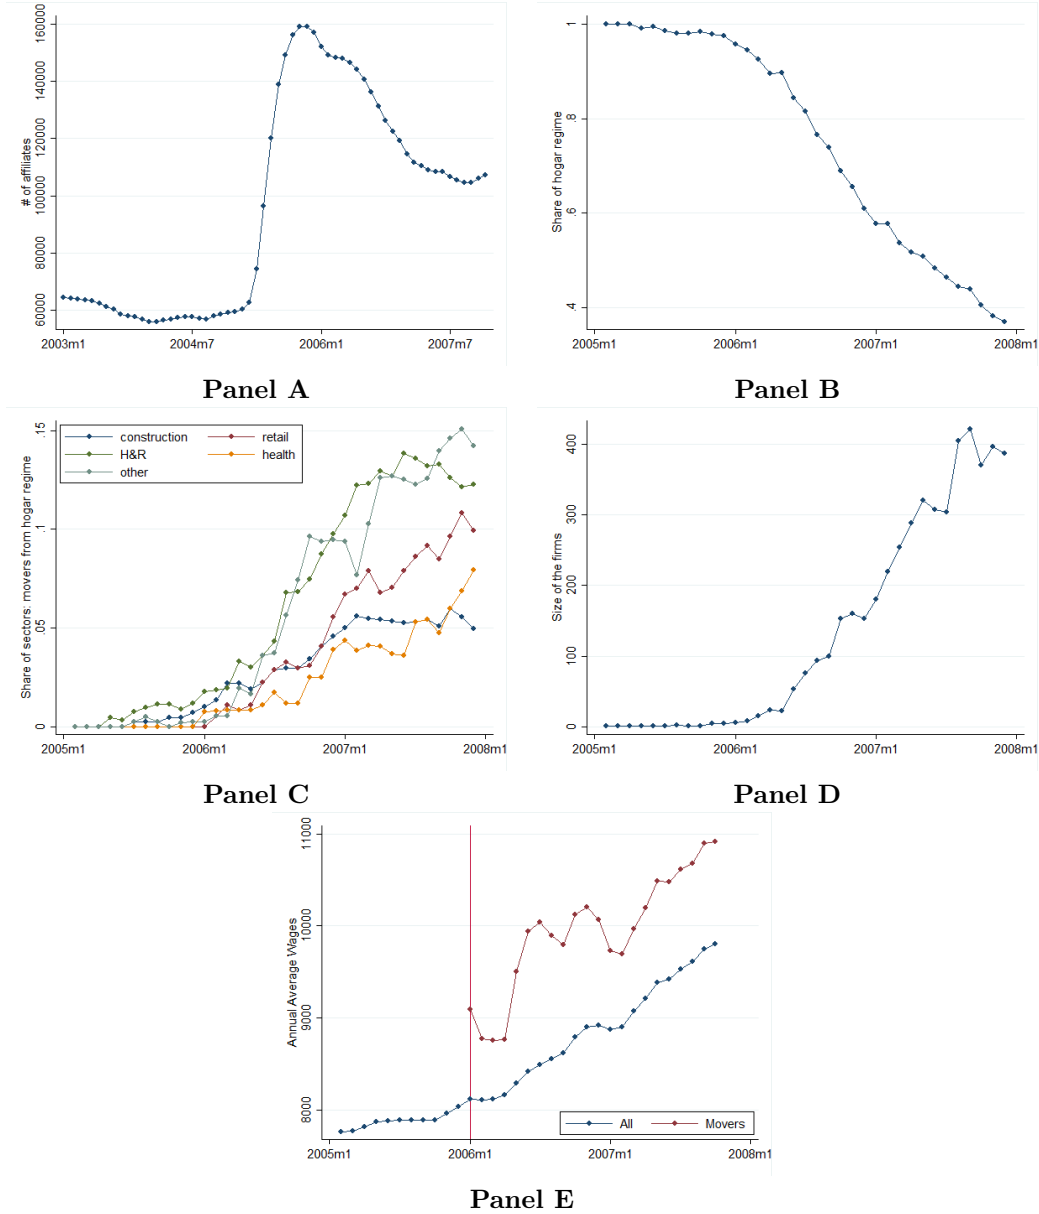 # of affiliates
160000
140000
120000
100000
80000
60000
2003m1 2004m7 2006m1 2007m7
Panel A
Share of hogar regime
1
.8
.6
.4
2005m1 2006m1 2007m1 2008m1
Panel B
Share of sectors: movers from hogar regime
.15
.1
.05
0
construction retail
H&R health
other
2005m1 2006m1 2007m1 2008m1
Panel C
Size of the firms
400
300
200
100
0
2005m1 2006m1 2007m1 2008m1
Panel D
Annual Average Wages
11000
10000
9000
8000
All Movers
2005m1 2006m1 2007m1 2008m1
Panel E